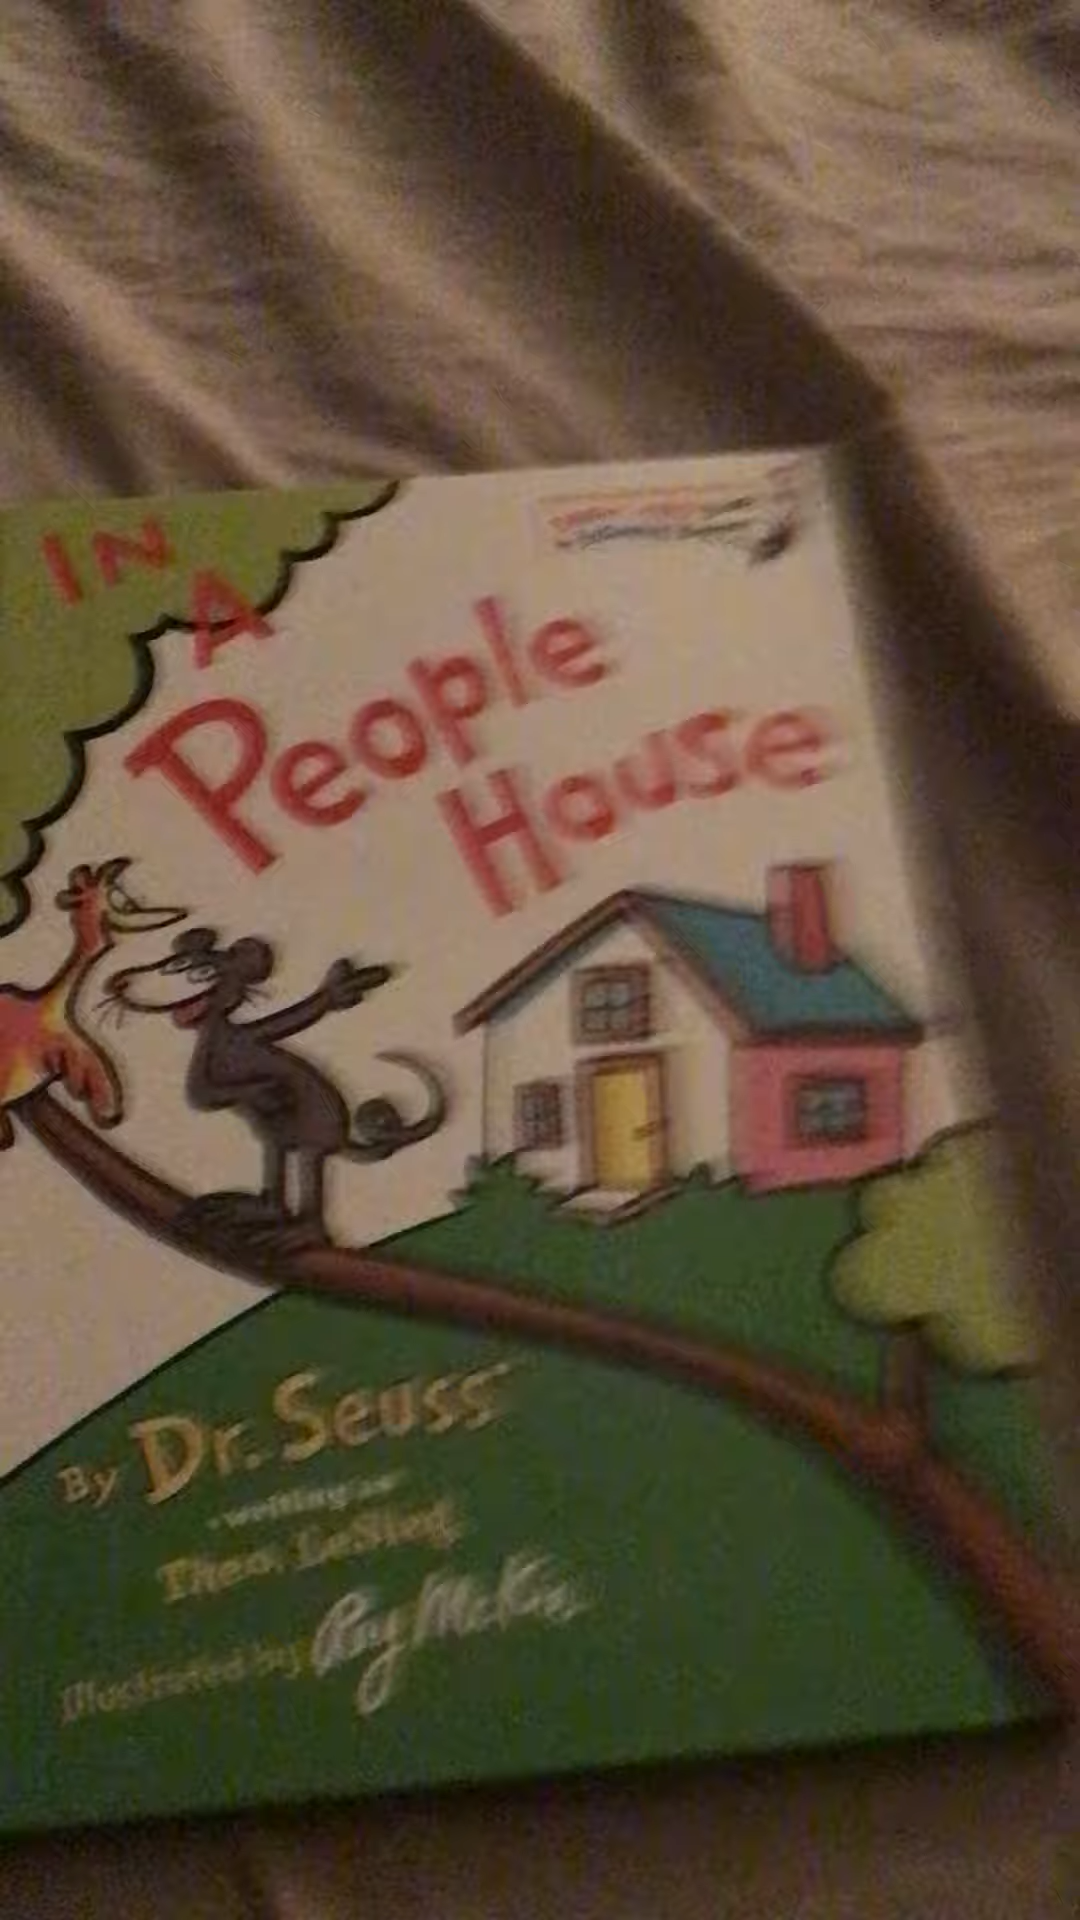 IN
A
People
House
By Dr. Seuss
writing as
Theo. LeSieg
Illustrated by Roy McKie